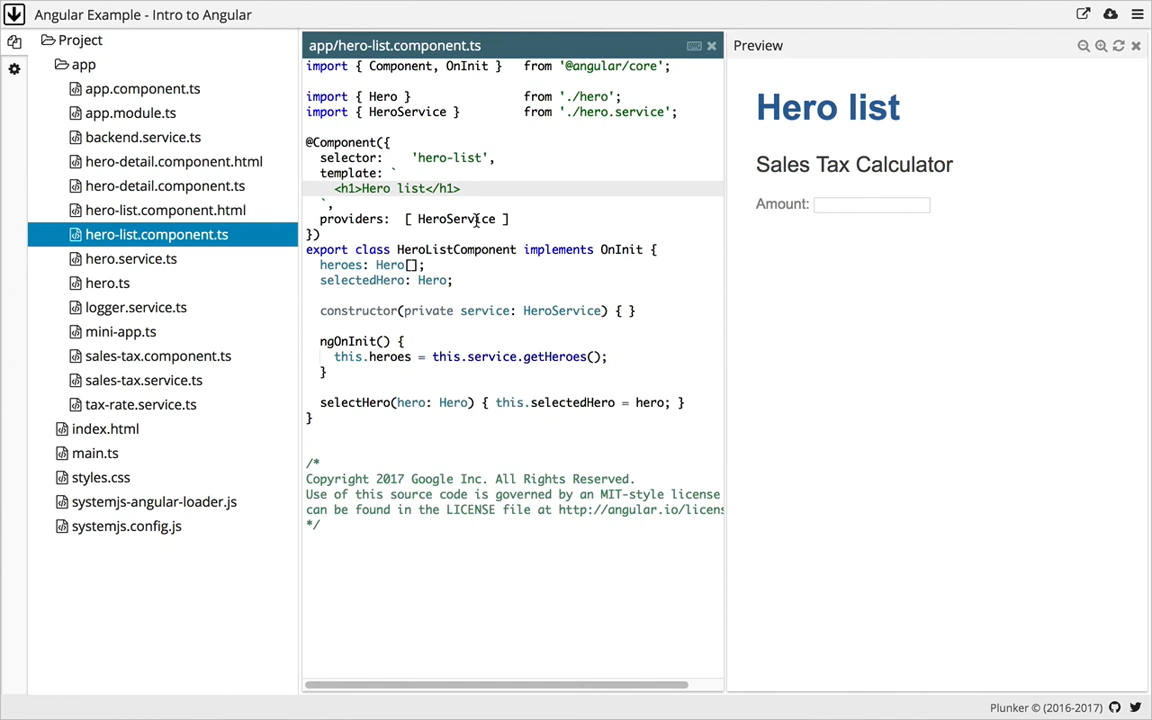 Angular Example - Intro to Angular
Project
app
app.component.ts
app.module.ts
backend.service.ts
hero-detail.component.html
hero-detail.component.ts
hero-list.component.html
hero-list.component.ts
hero.service.ts
hero.ts
logger.service.ts
mini-app.ts
sales-tax.component.ts
sales-tax.service.ts
tax-rate.service.ts
index.html
main.ts
styles.css
systemjs-angular-loader.js
systemjs.config.js
app/hero-list.component.ts
import { Component, OnInit }   from '@angular/core';
import { Hero }                from './hero';
import { HeroService }         from './hero.service';
@Component({
  selector:    'hero-list',
  template: `
    <h1>Hero list</h1>
  `,
  providers:  [ HeroService ]
})
export class HeroListComponent implements OnInit {
  heroes: Hero[];
  selectedHero: Hero;
  constructor(private service: HeroService) { }
  ngOnInit() {
    this.heroes = this.service.getHeroes();
  }
  selectHero(hero: Hero) { this.selectedHero = hero; }
}
/*
Copyright 2017 Google Inc. All Rights Reserved.
Use of this source code is governed by an MIT-style license
can be found in the LICENSE file at http://angular.io/licens
*/
Preview
Hero list
Sales Tax Calculator
Amount:
Plunker © (2016-2017)